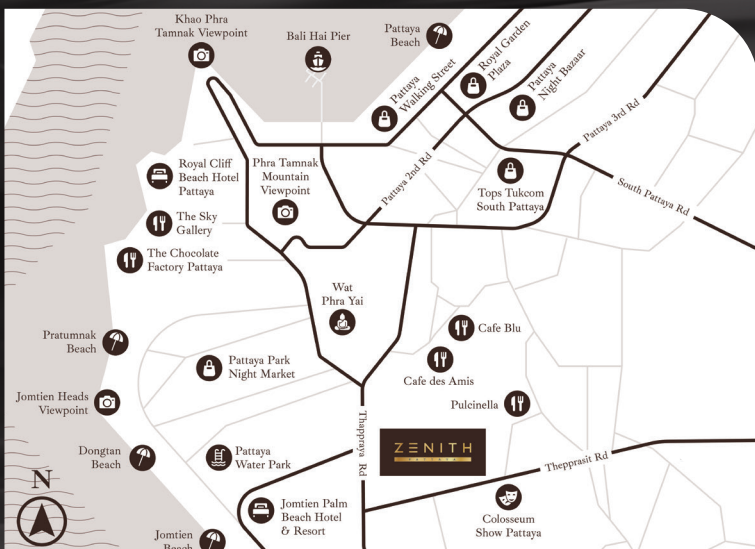 Khao Phra
Tamnak Viewpoint
Bali Hai Pier
Pattaya
Beach
Royal Garden
Plaza
Pattaya
Night Bazaar
Pattaya
Walking Street
Pattaya 3rd Rd
Pattaya 2nd Rd
South Pattaya Rd
Royal Cliff
Beach Hotel
Pattaya
Phra Tamnak
Mountain
Viewpoint
Tops Tukcom
South Pattaya
The Sky
Gallery
The Chocolate
Factory Pattaya
Wat
Phra Yai
Pratumnak
Beach
Cafe Blu
Pattaya Park
Night Market
Cafe des Amis
Jomtien Heads
Viewpoint
Pulcinella
Thappraya Rd
ZENITH
PATTAYA
Dongtan
Beach
Pattaya
Water Park
Thepprasit Rd
N
Jomtien Palm
Beach Hotel
& Resort
Colosseum
Show Pattaya
Jomtien
Beach